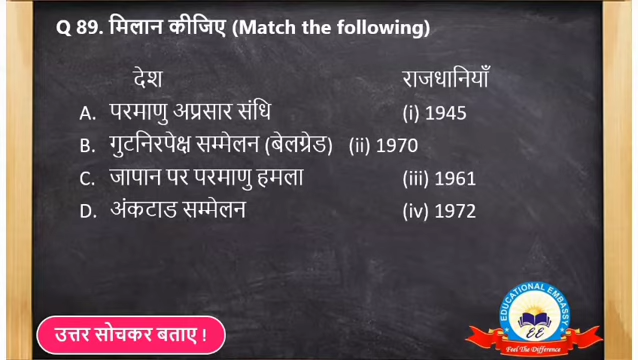 Q 89. मिलान कीजिए (Match the following)
देश राजधानियाँ
A. परमाणु अप्रसार संधि (i) 1945
B. गुटनिरपेक्ष सम्मेलन (बेलग्रेड) (ii) 1970
C. जापान पर परमाणु हमला (iii) 1961
D. अंकटाड सम्मेलन (iv) 1972
उत्तर सोचकर बताए !
EDUCATIONAL EMBASSY
EE
Feel The Difference